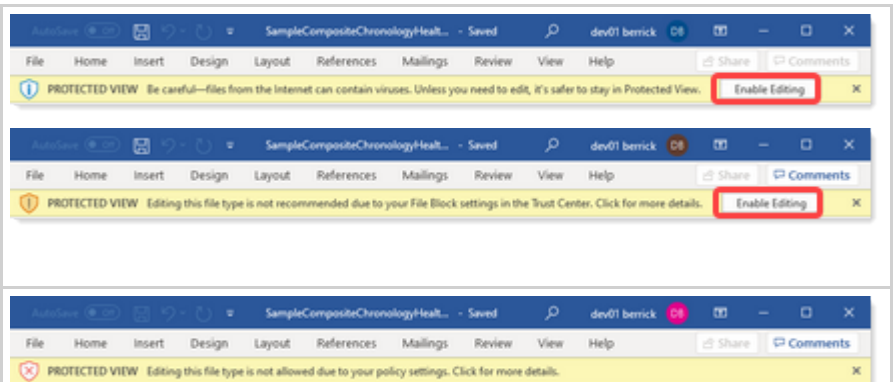 AutoSave Off SampleCompositeChronologyHealt... - Saved dev01 berrick DB
File Home Insert Design Layout References Mailings Review View Help Share Comments
PROTECTED VIEW Be careful—files from the Internet can contain viruses. Unless you need to edit, it's safer to stay in Protected View. Enable Editing
AutoSave Off SampleCompositeChronologyHealt... - Saved dev01 berrick DB
File Home Insert Design Layout References Mailings Review View Help Share Comments
PROTECTED VIEW Editing this file type is not recommended due to your File Block settings in the Trust Center. Click for more details. Enable Editing
AutoSave Off SampleCompositeChronologyHealt... - Saved dev01 berrick DB
File Home Insert Design Layout References Mailings Review View Help Share Comments
PROTECTED VIEW Editing this file type is not allowed due to your policy settings. Click for more details.